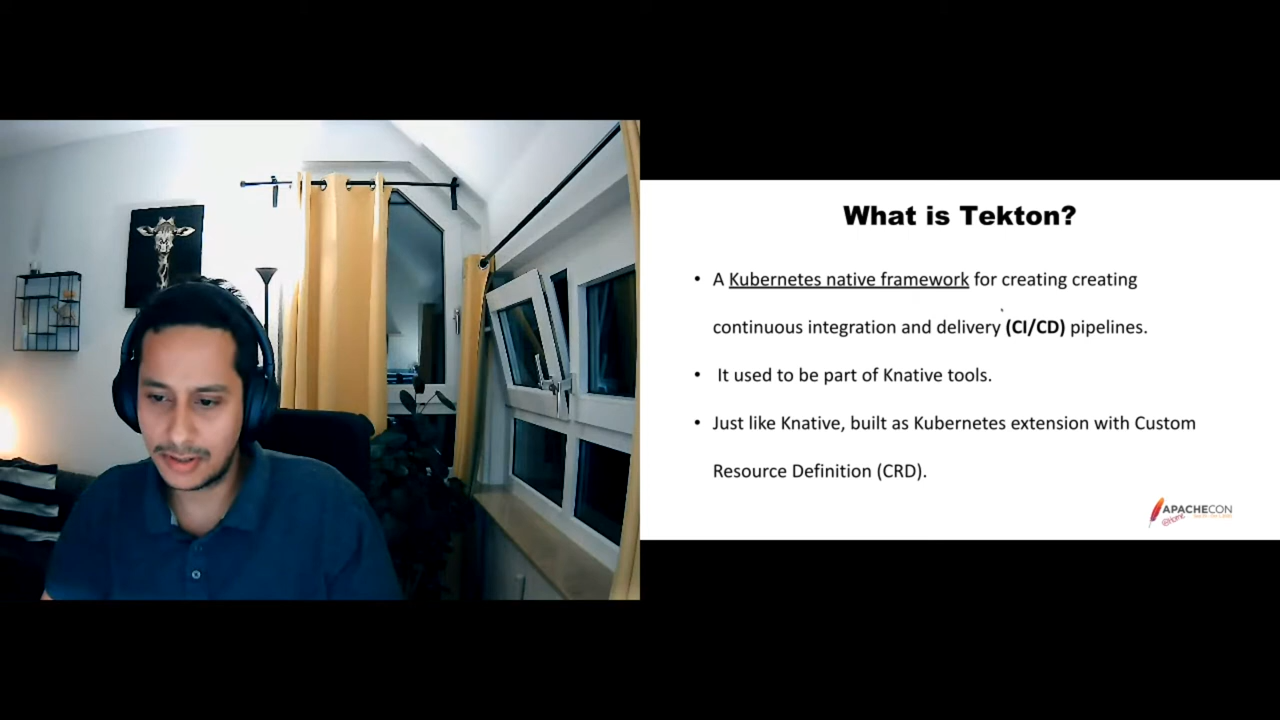 What is Tekton?
• A Kubernetes native framework for creating creating
continuous integration and delivery (CI/CD) pipelines.
• It used to be part of Knative tools.
• Just like Knative, built as Kubernetes extension with Custom
Resource Definition (CRD).
APACHECON
@Home